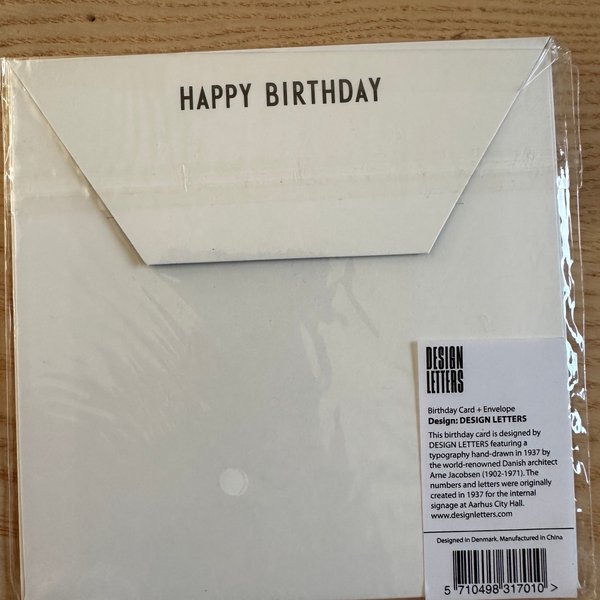 HAPPY BIRTHDAY
DESIGN
LETTERS
Birthday Card + Envelope
Design: DESIGN LETTERS
This birthday card is designed by
DESIGN LETTERS featuring a
typography hand-drawn in 1937 by
the world-renowned Danish architect
Arne Jacobsen (1902-1971). The
numbers and letters were originally
created in 1937 for the internal
signage at Aarhus City Hall.
www.designletters.com
Designed in Denmark. Manufactured in China
5 710498 317010 >